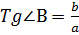 Tg∠B = b/a